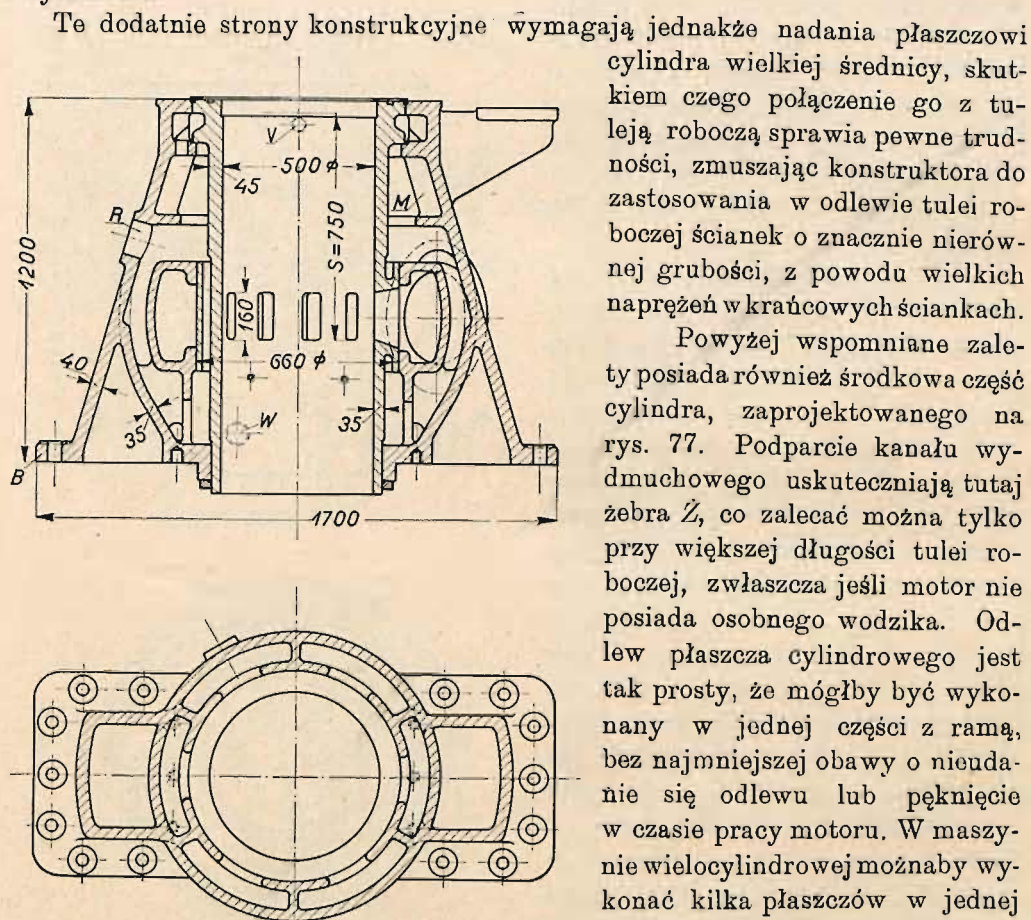 Te dodatnie strony konstrukcyjne wymagają jednakże nadania płaszczowi
cylindra wielkiej średnicy, skut-
kiem czego połączenie go z tu-
leją roboczą sprawia pewne trud-
ności, zmuszając konstruktora do
zastosowania w odlewie tulei ro-
boczej ścianek o znacznie nierów-
nej grubości, z powodu wielkich
naprężeń w krańcowych ściankach.
Powyżej wspomniane zale-
ty posiada również środkowa część
cylindra, zaprojektowanego na
rys. 77. Podparcie kanału wy-
dmuchowego uskuteczniają tutaj
żebra Ż, co zalecać można tylko
przy większej długości tulei ro-
boczej, zwłaszcza jeśli motor nie
posiada osobnego wodzika. Od-
lew płaszcza cylindrowego jest
tak prosty, że mógłby być wyko-
nany w jednej części z ramą,
bez najmniejszej obawy o nieuda-
nie się odlewu lub pęknięcie
w czasie pracy motoru. W maszy-
nie wielocylindrowej możnaby wy-
konać kilka płaszczów w jednej
V
500 φ
45
M
R
S=750
1200
160
660 φ
40
35
W
35
B
1700